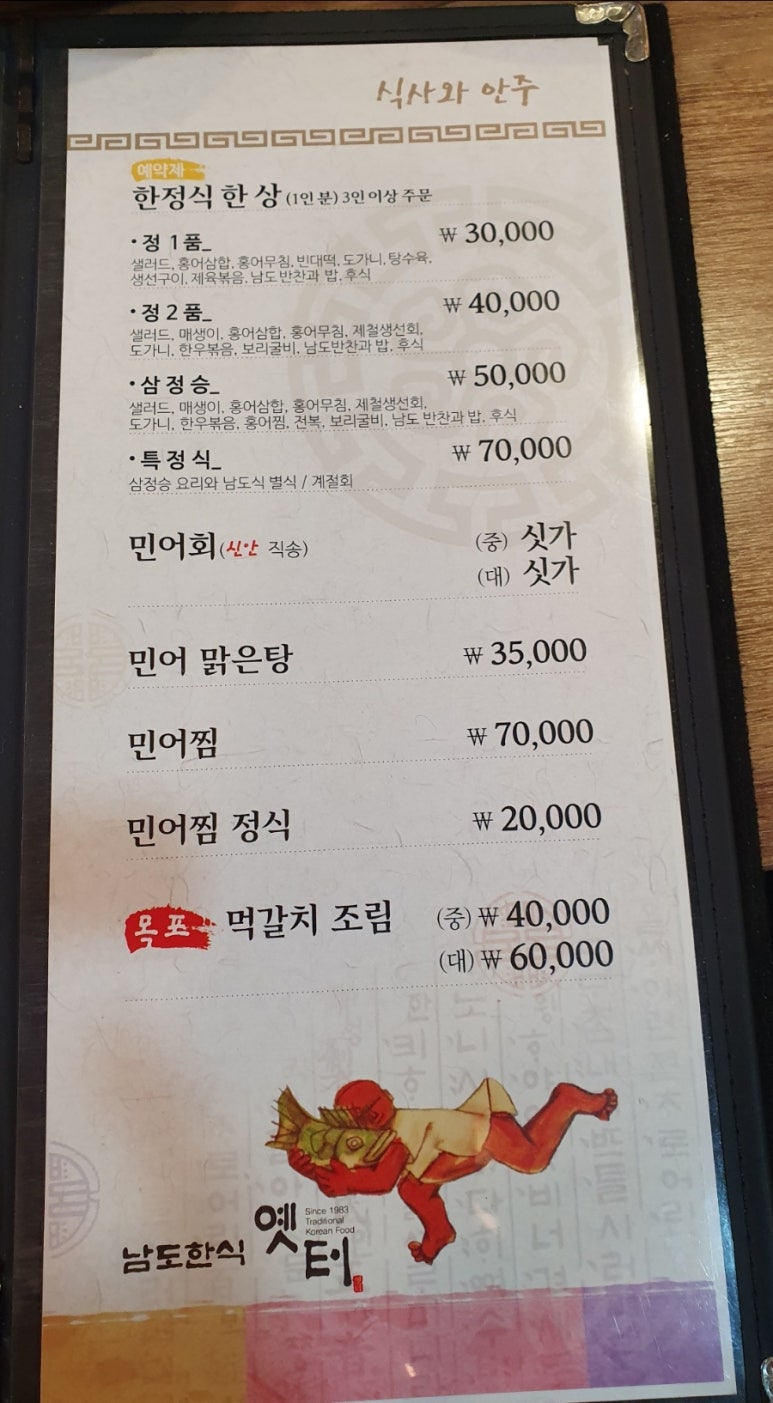 식사와 안주
예약제
한정식 한 상 (1인 분) 3인 이상 주문
· 정 1 품_ ₩ 30,000
샐러드, 홍어삼합, 홍어무침, 빈대떡, 도가니, 탕수육,
생선구이, 제육볶음, 남도 반찬과 밥, 후식
· 정 2 품_ ₩ 40,000
샐러드, 매생이, 홍어삼합, 홍어무침, 제철생선회,
도가니, 한우볶음, 보리굴비, 남도반찬과 밥, 후식
· 삼 정 승_ ₩ 50,000
샐러드, 매생이, 홍어삼합, 홍어무침, 제철생선회,
도가니, 한우볶음, 홍어찜, 전복, 보리굴비, 남도 반찬과 밥, 후식
· 특 정 식_ ₩ 70,000
삼정승 요리와 남도식 별식 / 계절회
민어회(신안 직송) (중) 싯가
(대) 싯가
민어 맑은탕 ₩ 35,000
민어찜 ₩ 70,000
민어찜 정식 ₩ 20,000
목포 먹갈치 조림 (중) ₩ 40,000
(대) ₩ 60,000
남도한식 옛터
Since 1983
Traditional
Korean Food